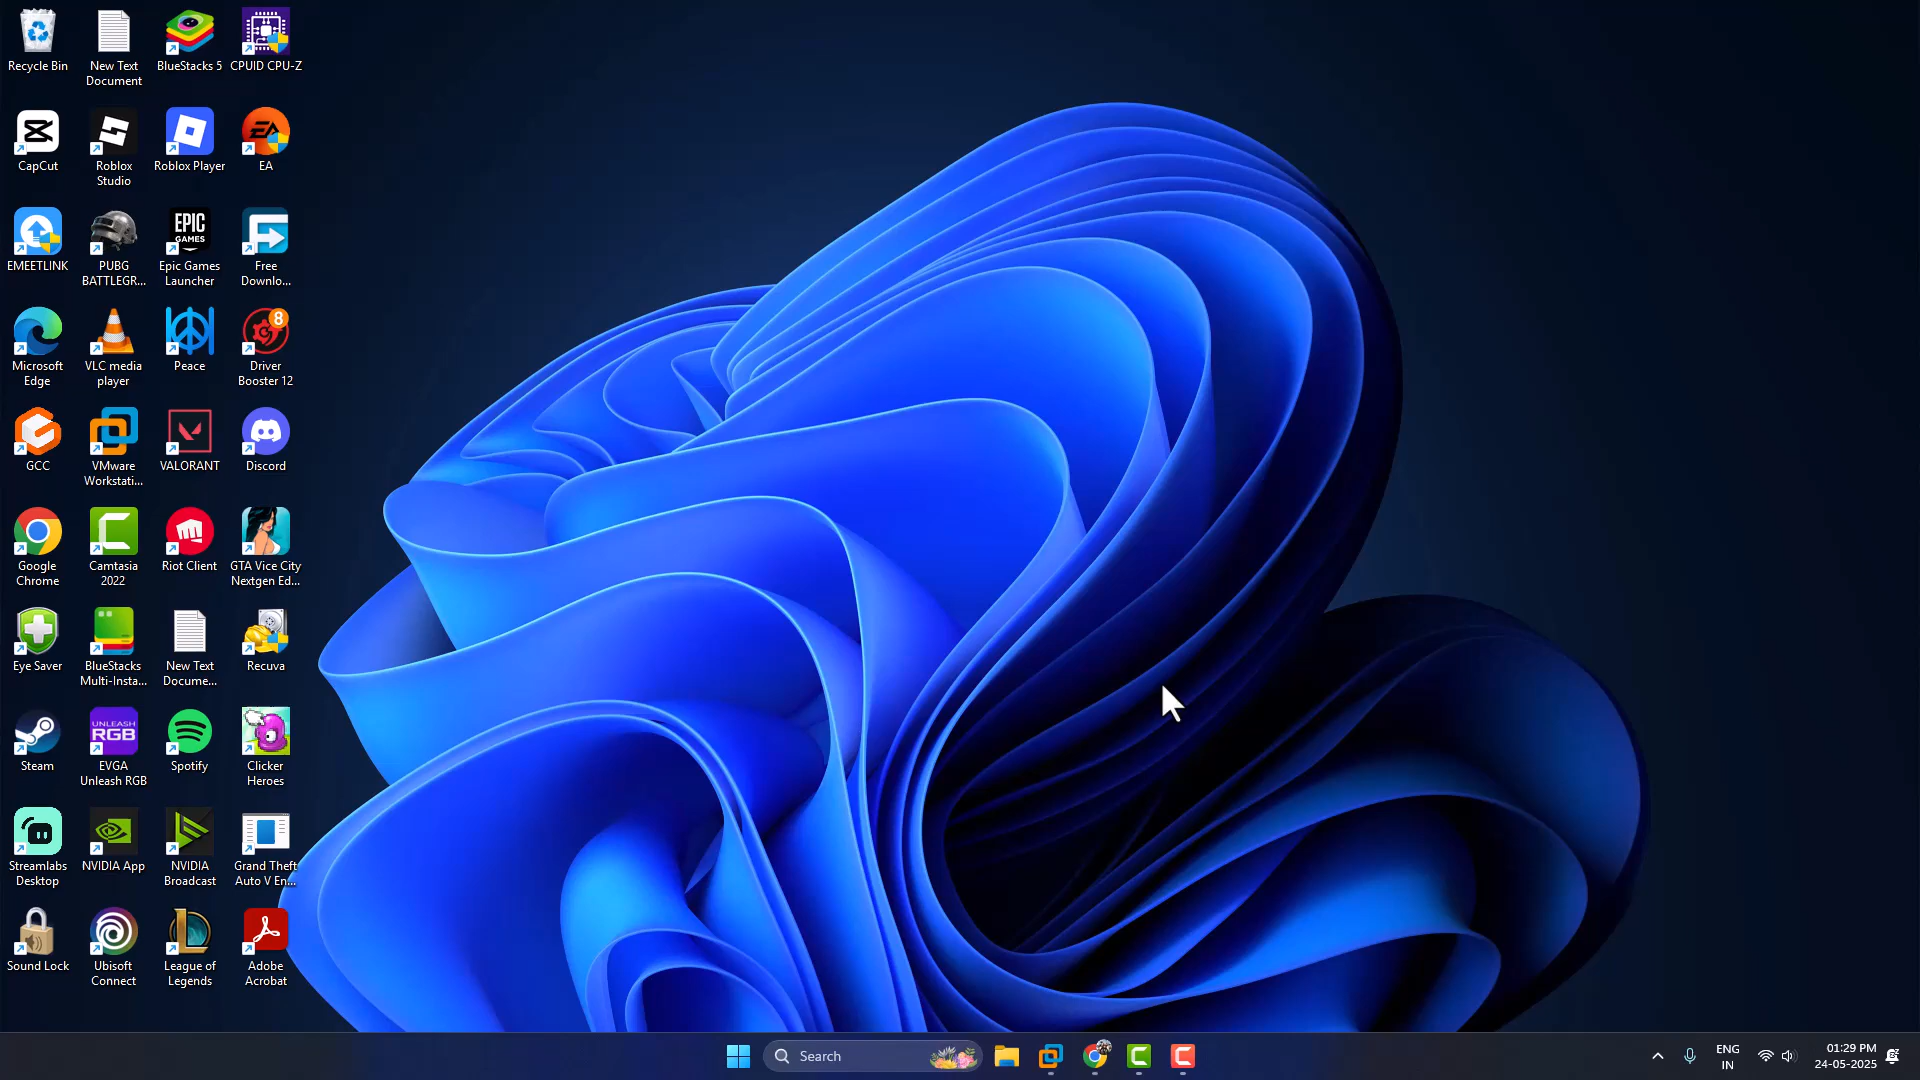 Recycle Bin
New Text
Document
BlueStacks 5
CPUID CPU-Z
CapCut
Roblox
Studio
Roblox Player
EA
EMEETLINK
PUBG
BATTLEGR...
EPIC
GAMES
Epic Games
Launcher
Free
Downlo...
Microsoft
Edge
VLC media
player
Peace
8
Driver
Booster 12
GCC
VMware
Workstati...
VALORANT
Discord
Google
Chrome
Camtasia
2022
Riot Client
GTA Vice City
Nextgen Ed...
Eye Saver
BlueStacks
Multi-Insta...
New Text
Docume...
Recuva
Steam
UNLEASH
RGB
EVGA
Unleash RGB
Spotify
Clicker
Heroes
Streamlabs
Desktop
NVIDIA App
NVIDIA
Broadcast
Grand Theft
Auto V En...
Sound Lock
Ubisoft
Connect
League of
Legends
Adobe
Acrobat
Search
ENG
IN
01:29 PM
24-05-2025